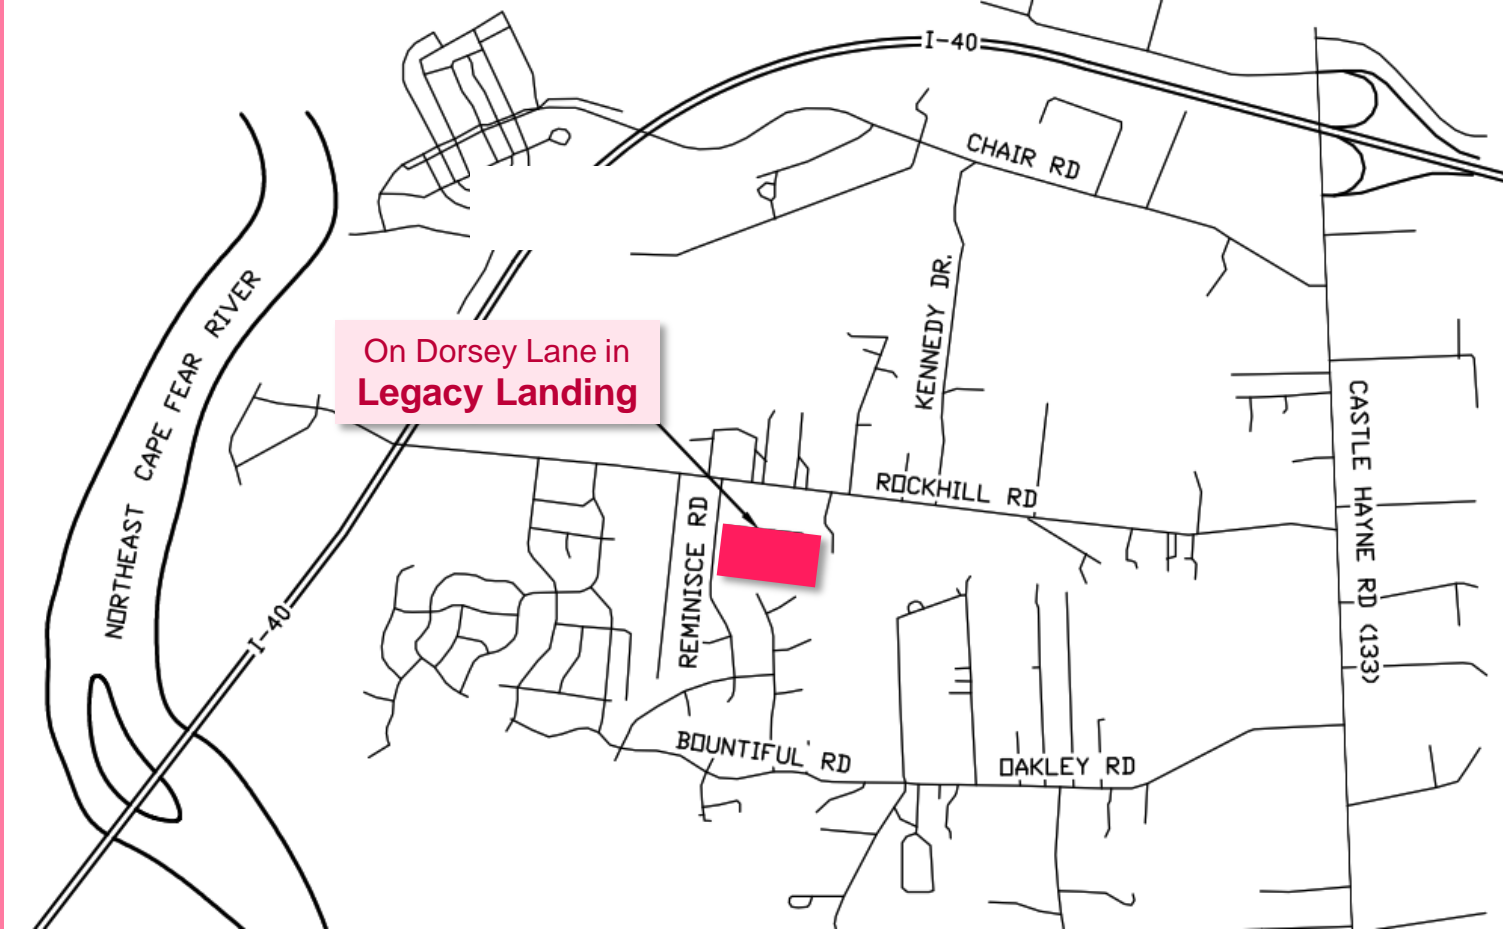 I-40
CHAIR RD
KENNEDY DR.
NORTHEAST CAPE FEAR RIVER
On Dorsey Lane in
Legacy Landing
CASTLE HAYNE RD (133)
ROCKHILL RD
REMINISCE RD
I-40
BOUNTIFUL RD
OAKLEY RD